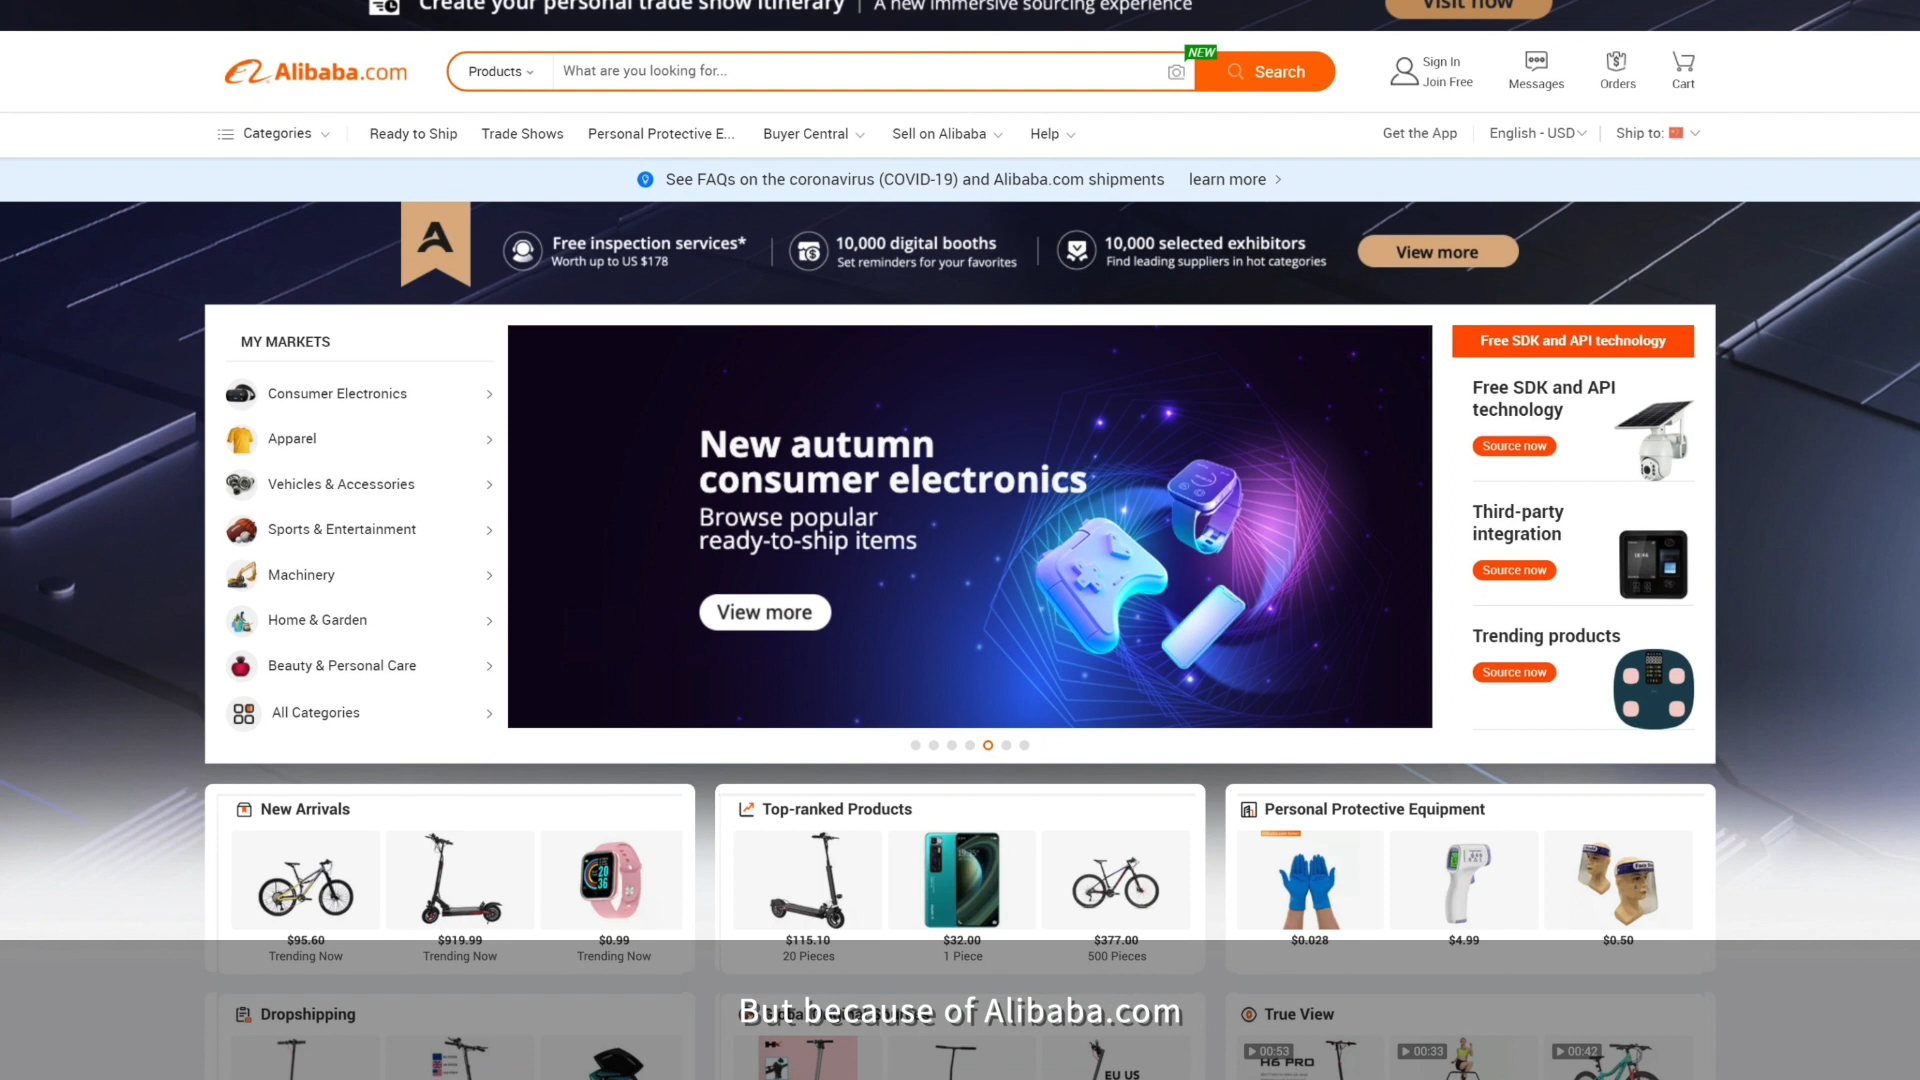 Create your personal trade show itinerary | A new immersive sourcing experience
Visit now
Alibaba.com
Products
What are you looking for...
NEW
Search
Sign In
Join Free
Messages
Orders
Cart
Categories
Ready to Ship
Trade Shows
Personal Protective E...
Buyer Central
Sell on Alibaba
Help
Get the App
English - USD
Ship to:
See FAQs on the coronavirus (COVID-19) and Alibaba.com shipments
learn more
Free inspection services*
Worth up to US $178
10,000 digital booths
Set reminders for your favorites
10,000 selected exhibitors
Find leading suppliers in hot categories
View more
MY MARKETS
Consumer Electronics
Apparel
Vehicles & Accessories
Sports & Entertainment
Machinery
Home & Garden
Beauty & Personal Care
All Categories
New autumn
consumer electronics
Browse popular
ready-to-ship items
View more
Free SDK and API technology
Free SDK and API
technology
Source now
Third-party
integration
Source now
Trending products
Source now
New Arrivals
$95.60
Trending Now
$919.99
Trending Now
$0.99
Trending Now
Top-ranked Products
$115.10
20 Pieces
$32.00
1 Piece
$377.00
500 Pieces
Personal Protective Equipment
$0.028
$4.99
$0.50
But because of Alibaba.com
Dropshipping
True View
00:53
H6 PRO
00:33
00:42
EU US